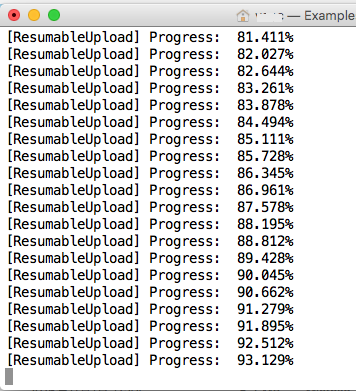 — Example
[ResumableUpload] Progress:  81.411%
[ResumableUpload] Progress:  82.027%
[ResumableUpload] Progress:  82.644%
[ResumableUpload] Progress:  83.261%
[ResumableUpload] Progress:  83.878%
[ResumableUpload] Progress:  84.494%
[ResumableUpload] Progress:  85.111%
[ResumableUpload] Progress:  85.728%
[ResumableUpload] Progress:  86.345%
[ResumableUpload] Progress:  86.961%
[ResumableUpload] Progress:  87.578%
[ResumableUpload] Progress:  88.195%
[ResumableUpload] Progress:  88.812%
[ResumableUpload] Progress:  89.428%
[ResumableUpload] Progress:  90.045%
[ResumableUpload] Progress:  90.662%
[ResumableUpload] Progress:  91.279%
[ResumableUpload] Progress:  91.895%
[ResumableUpload] Progress:  92.512%
[ResumableUpload] Progress:  93.129%